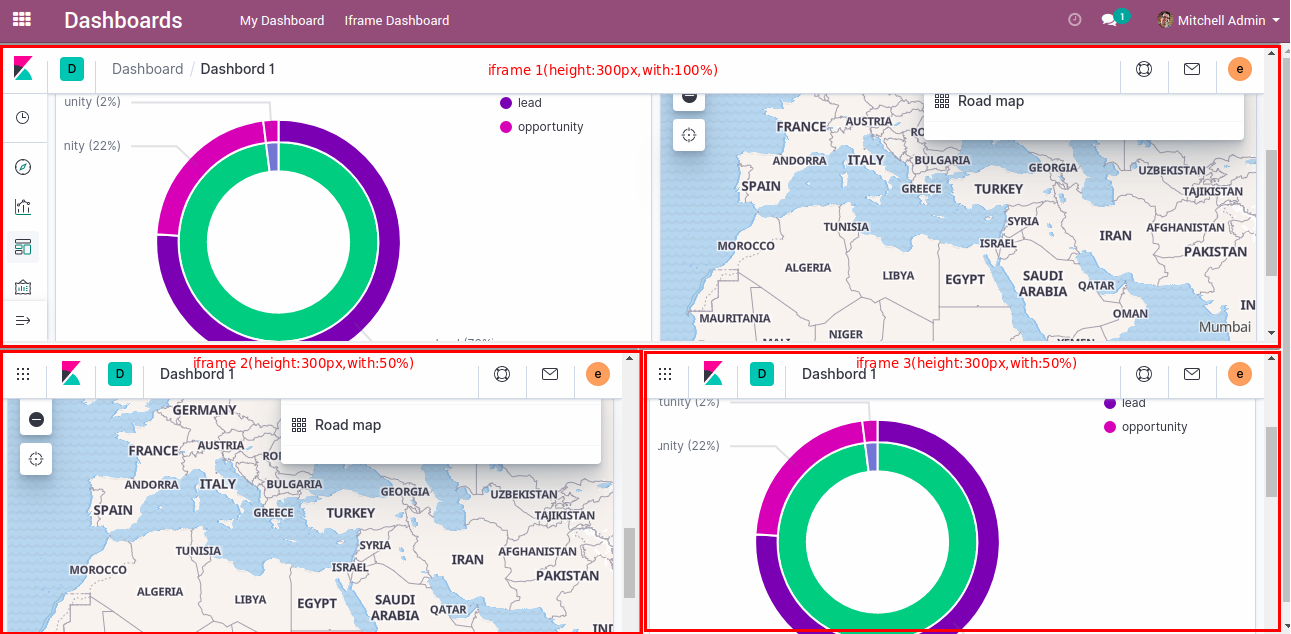 Dashboards My Dashboard Iframe Dashboard 1 Mitchell Admin
D Dashboard / Dashbord 1 iframe 1(height:300px,with:100%) e
unity (2%)
nity (22%)
lead
opportunity
Road map
FRANCE AUSTRIA
ANDORRA ITALY BULGARIA GEORGIA UZBEKISTAN
SPAIN GREECE TURKEY TAJIKISTAN
MOROCCO TUNISIA SYRIA ISRAEL IRAN AFGHANISTAN
PAKISTAN
ALGERIA LIBYA EGYPT SAUDI
ARABIA QATAR
MAURITANIA NIGER OMAN IN
Mumbai
iframe 2(height:300px,with:50%)
D Dashbord 1 e
GERMANY
Road map
FRANCE AUSTRIA
ANDORRA ITALY BULGARIA GEORGIA UZBEKISTAN
SPAIN GREECE TURKEY TAJIKISTAN
MOROCCO TUNISIA SYRIA ISRAEL IRAN AFGHANISTAN
PAKISTAN
ALGERIA LIBYA EGYPT SAUDI
ARABIA QATAR
iframe 3(height:300px,with:50%)
D Dashbord 1 e
tunity (2%)
unity (22%)
lead
opportunity